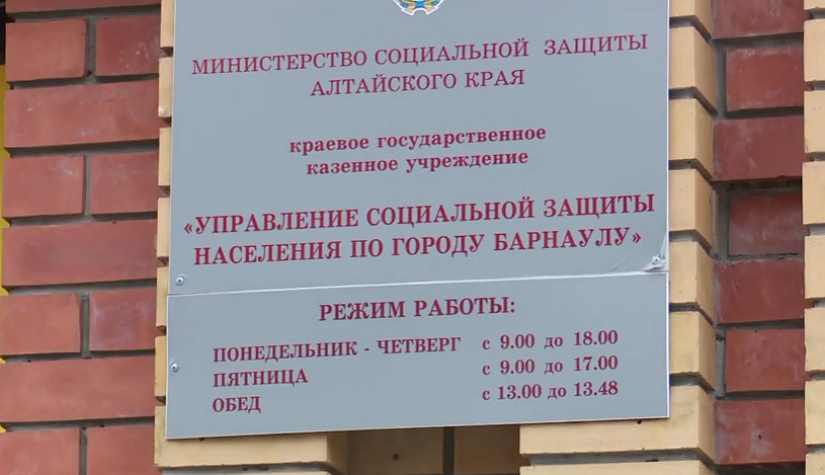 МИНИСТЕРСТВО СОЦИАЛЬНОЙ ЗАЩИТЫ
АЛТАЙСКОГО КРАЯ
краевое государственное
казенное учреждение
«УПРАВЛЕНИЕ СОЦИАЛЬНОЙ ЗАЩИТЫ
НАСЕЛЕНИЯ ПО ГОРОДУ БАРНАУЛУ»
РЕЖИМ РАБОТЫ:
ПОНЕДЕЛЬНИК - ЧЕТВЕРГ с 9.00 до 18.00
ПЯТНИЦА с 9.00 до 17.00
ОБЕД с 13.00 до 13.48